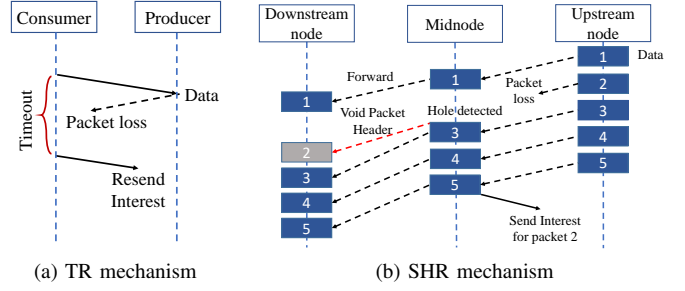 Consumer
Producer
Data
Packet loss
Timeout
Resend
Interest
(a) TR mechanism
Downstream
node
Midnode
Upstream
node
1
Data
2
3
4
5
Packet
loss
Forward
1
1
Void Packet
Header
Hole detected
3
4
5
2
3
4
5
Send Interest
for packet 2
(b) SHR mechanism